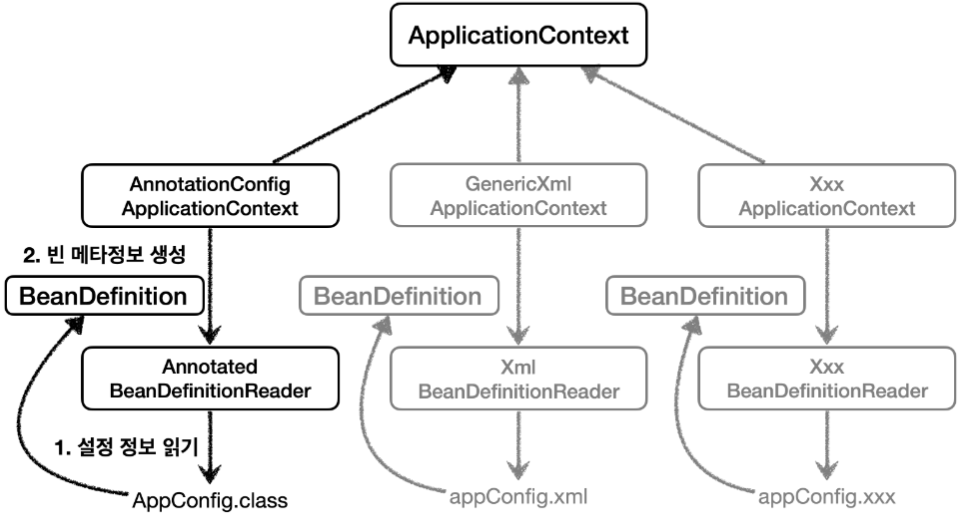 ApplicationContext
AnnotationConfig
ApplicationContext
GenericXml
ApplicationContext
Xxx
ApplicationContext
2. 빈 메타정보 생성
BeanDefinition
BeanDefinition
BeanDefinition
Annotated
BeanDefinitionReader
Xml
BeanDefinitionReader
Xxx
BeanDefinitionReader
1. 설정 정보 읽기
AppConfig.class
appConfig.xml
appConfig.xxx